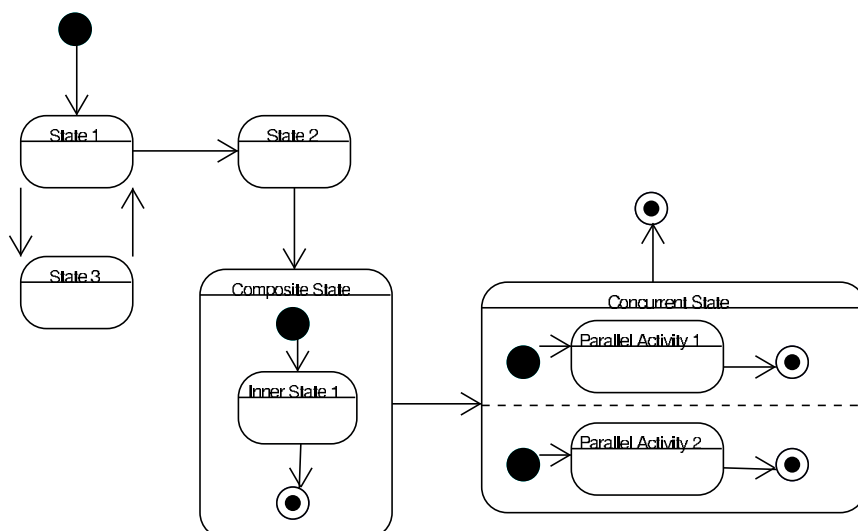 State 1
State 2
State 3
Composite State
Inner State 1
Concurrent State
Parallel Activity 1
Parallel Activity 2